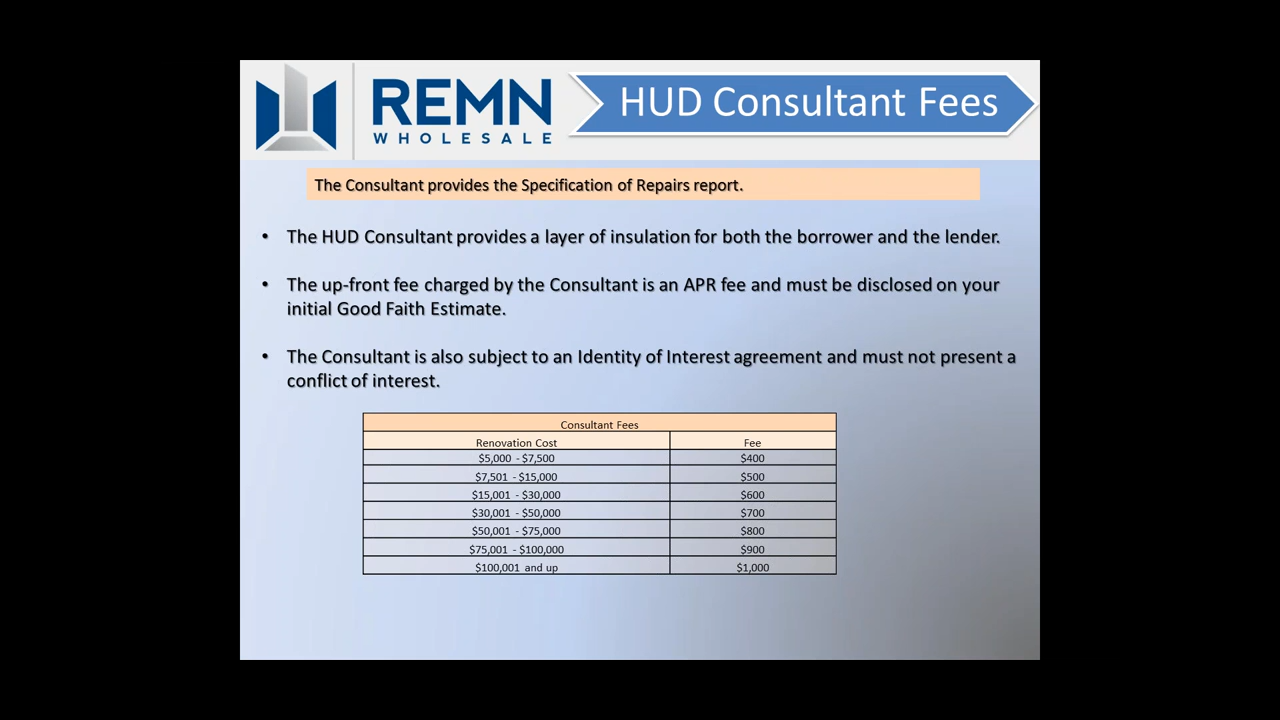 REMN
WHOLESALE
HUD Consultant Fees
The Consultant provides the Specification of Repairs report.
• The HUD Consultant provides a layer of insulation for both the borrower and the lender.
• The up-front fee charged by the Consultant is an APR fee and must be disclosed on your
initial Good Faith Estimate.
• The Consultant is also subject to an Identity of Interest agreement and must not present a
conflict of interest.
Consultant Fees
Renovation Cost Fee
$5,000 - $7,500 $400
$7,501 - $15,000 $500
$15,001 - $30,000 $600
$30,001 - $50,000 $700
$50,001 - $75,000 $800
$75,001 - $100,000 $900
$100,001 and up $1,000